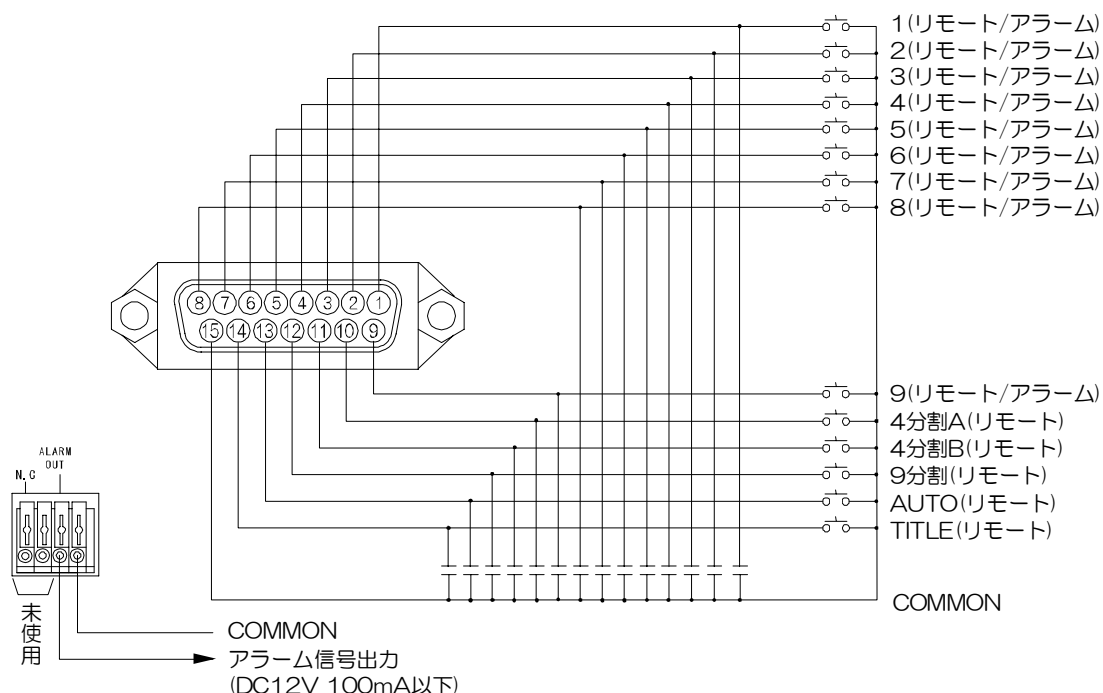 1(リモート/アラーム)
2(リモート/アラーム)
3(リモート/アラーム)
4(リモート/アラーム)
5(リモート/アラーム)
6(リモート/アラーム)
7(リモート/アラーム)
8(リモート/アラーム)
8 7 6 5 4 3 2 1
15 14 13 12 11 10 9
9(リモート/アラーム)
4分割A(リモート)
4分割B(リモート)
9分割(リモート)
AUTO(リモート)
TITLE(リモート)
COMMON
ALARM
OUT
N.C
未使用
COMMON
アラーム信号出力
(DC12V 100mA以下)